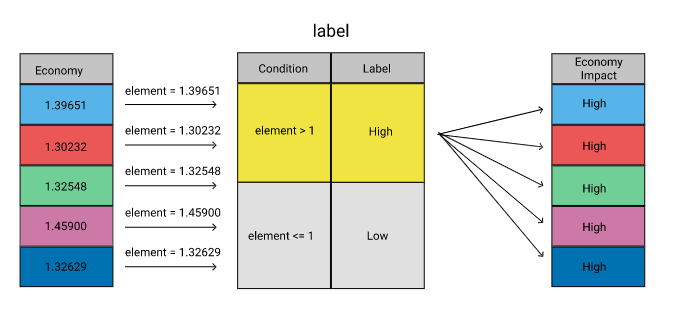 label
Economy
1.39651
1.30232
1.32548
1.45900
1.32629
element = 1.39651
element = 1.30232
element = 1.32548
element = 1.45900
element = 1.32629
Condition Label
element > 1 High
element <= 1 Low
Economy
Impact
High
High
High
High
High